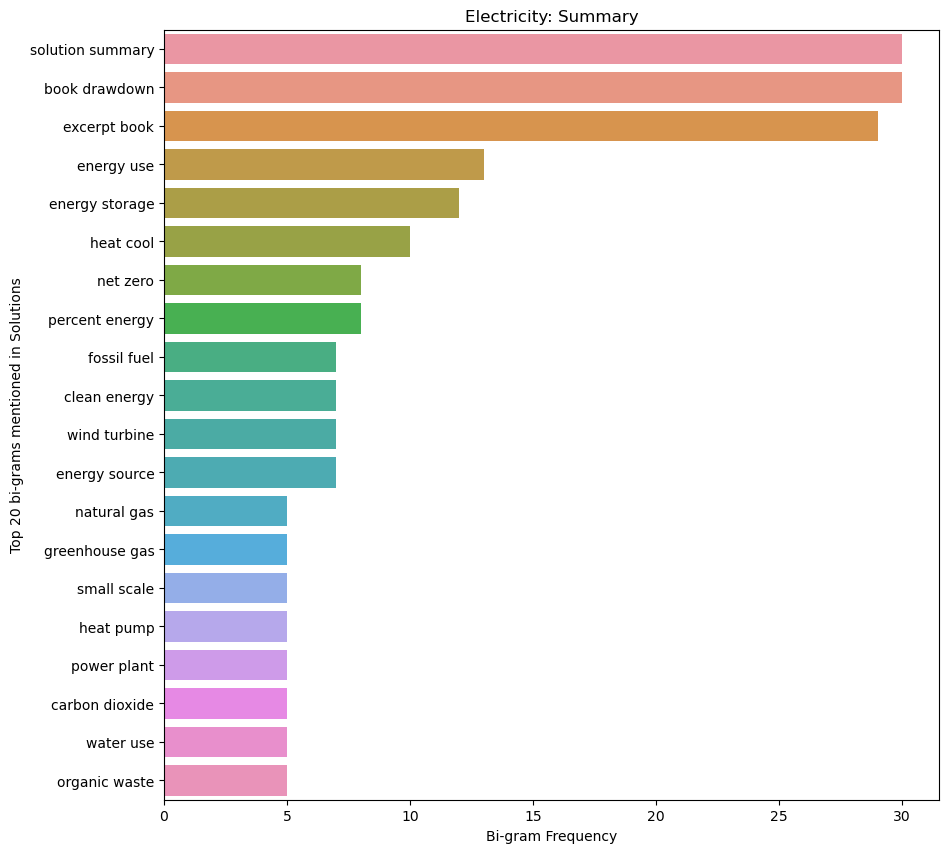 Electricity: Summary
Top 20 bi-grams mentioned in Solutions
solution summary
book drawdown
excerpt book
energy use
energy storage
heat cool
net zero
percent energy
fossil fuel
clean energy
wind turbine
energy source
natural gas
greenhouse gas
small scale
heat pump
power plant
carbon dioxide
water use
organic waste
0 5 10 15 20 25 30
Bi-gram Frequency